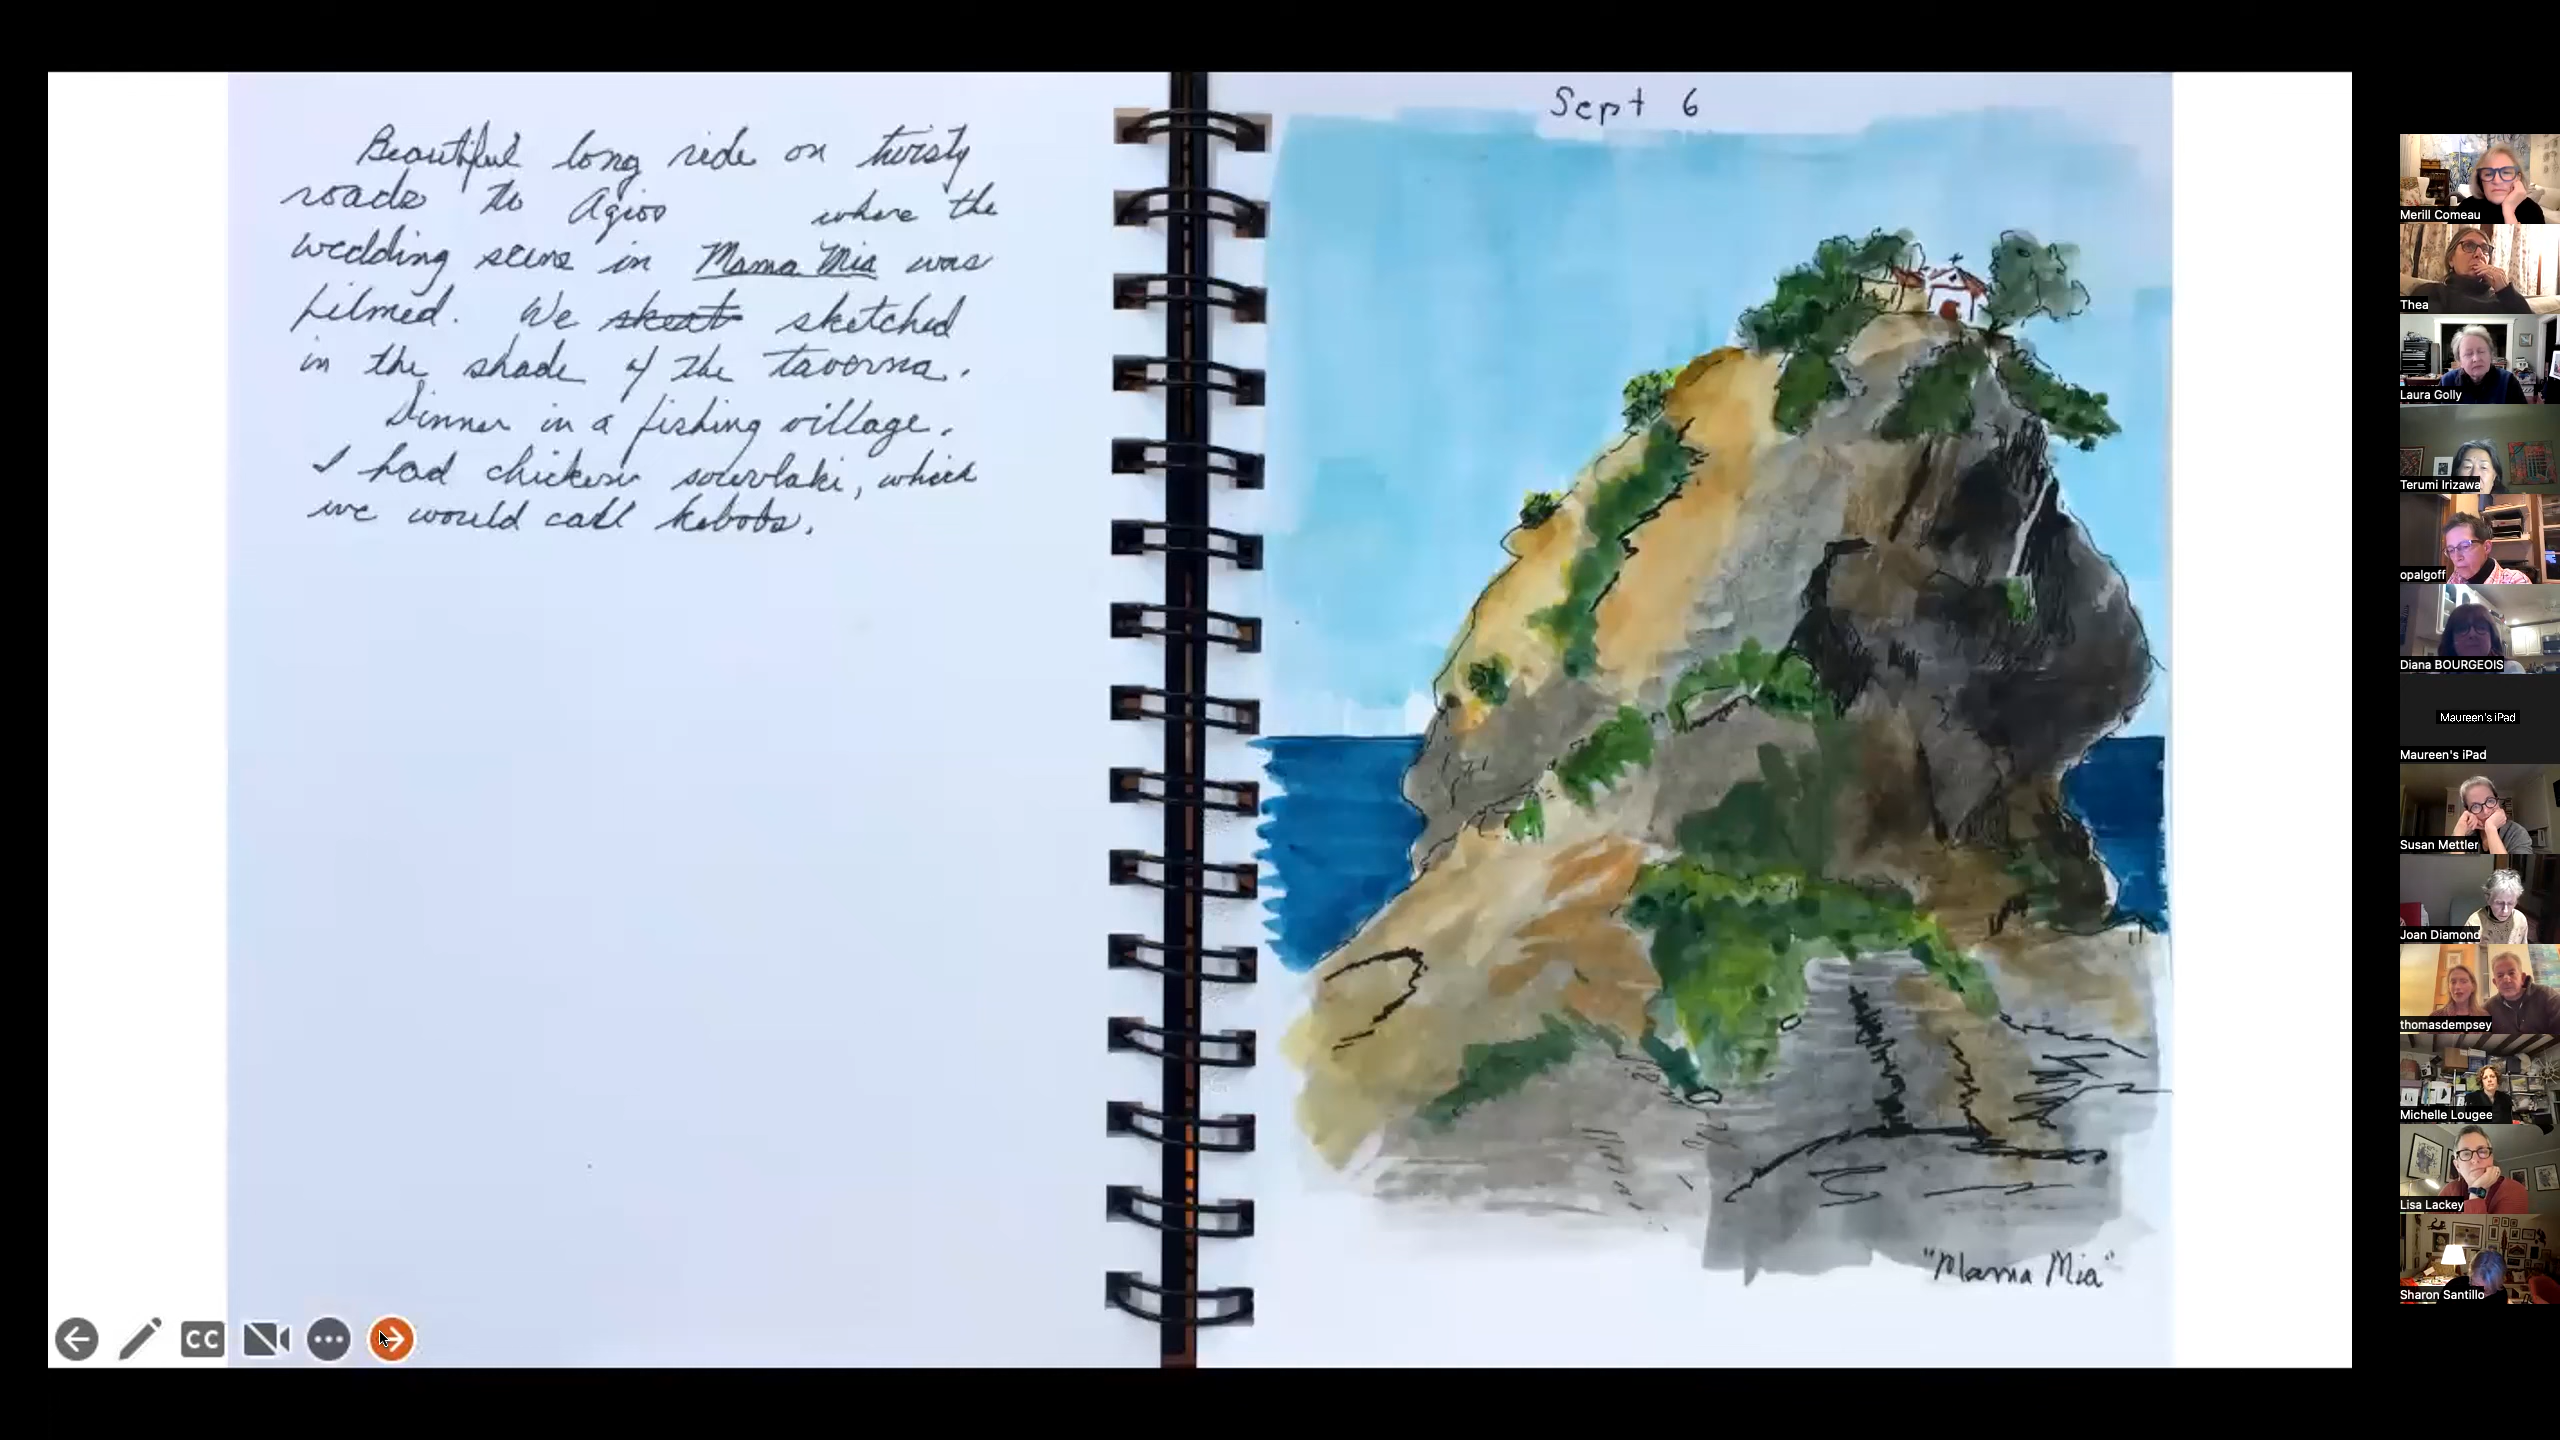 Beautiful long ride on twisty
roads to Agios where the
wedding scene in Mama Mia was
filmed. We skeat sketched
in the shade of the taverna.
Dinner in a fishing village.
I had chicken souvlaki, which
we would call kebobs.
Sept 6
"Mama Mia"
CC
Merill Comeau
Thea
Laura Golly
Terumi Irizawa
opalgoff
Diana BOURGEOIS
Maureen's iPad
Maureen's iPad
Susan Mettler
Joan Diamond
thomasdempsey
Michelle Lougee
Lisa Lackey
Sharon Santillo